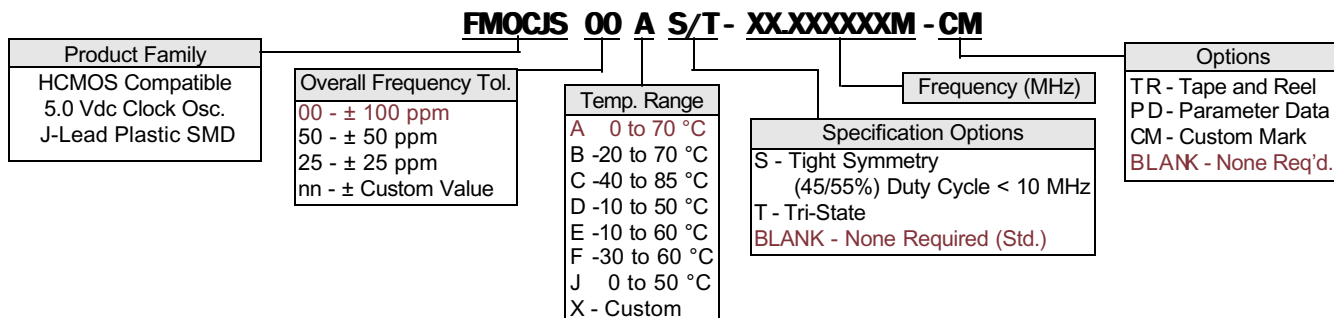 FMOCJS 00 A S/T - XX.XXXXXXM - CM
Product Family
HCMOS Compatible
5.0 Vdc Clock Osc.
J-Lead Plastic SMD
Overall Frequency Tol.
00 - ± 100 ppm
50 - ± 50 ppm
25 - ± 25 ppm
nn - ± Custom Value
Temp. Range
A 0 to 70 °C
B -20 to 70 °C
C -40 to 85 °C
D -10 to 50 °C
E -10 to 60 °C
F -30 to 60 °C
J 0 to 50 °C
X - Custom
Specification Options
S - Tight Symmetry
(45/55%) Duty Cycle < 10 MHz
T - Tri-State
BLANK - None Required (Std.)
Frequency (MHz)
Options
TR - Tape and Reel
PD - Parameter Data
CM - Custom Mark
BLANK - None Req'd.